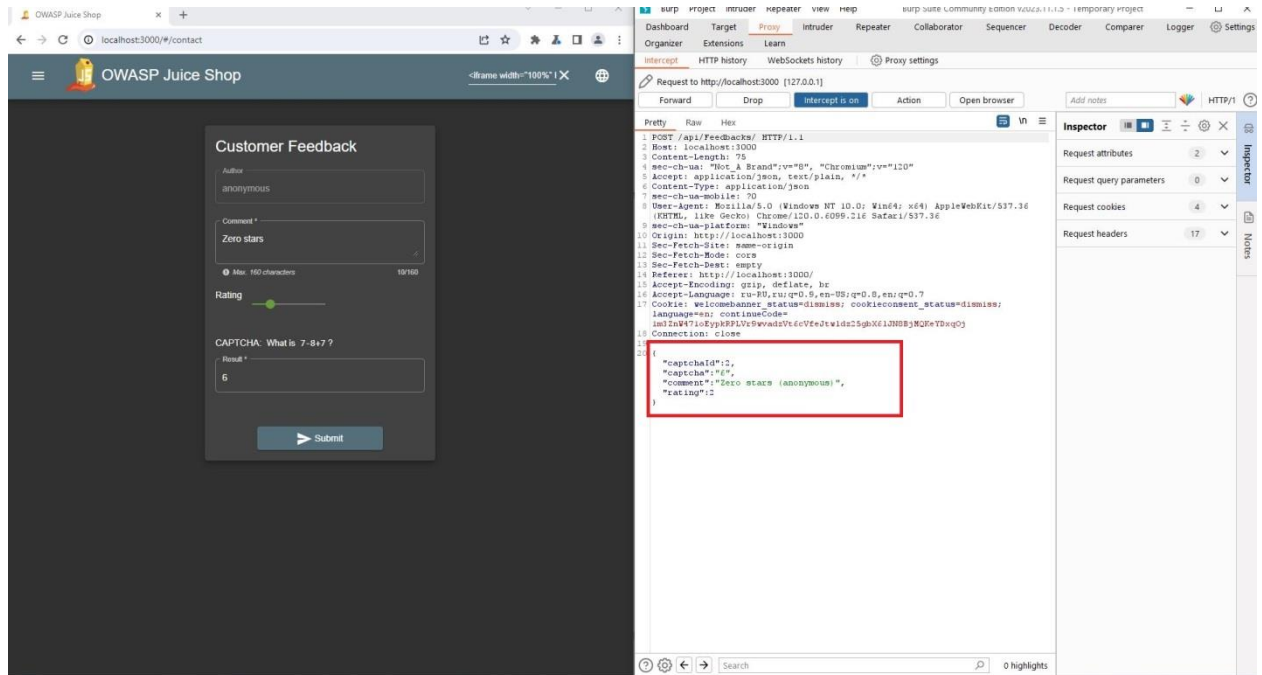 OWASP Juice Shop
localhost:3000/#/contact
OWASP Juice Shop
<iframe width="100%"
Customer Feedback
Author
anonymous
Comment *
Zero stars
Max. 160 characters
10/160
Rating
CAPTCHA: What is 7-8+7 ?
Result *
6
Submit
Burp Project Intruder Repeater View Help Burp Suite Community Edition v2023.11.1.3 - Temporary Project
Dashboard Target Proxy Intruder Repeater Collaborator Sequencer Decoder Comparer Logger Settings
Organizer Extensions Learn
Intercept HTTP history WebSockets history Proxy settings
Request to http://localhost:3000 [127.0.0.1]
Forward Drop Intercept is on Action Open browser Add notes HTTP/1
Pretty Raw Hex \n
1 POST /api/Feedbacks/ HTTP/1.1
2 Host: localhost:3000
3 Content-Length: 75
4 sec-ch-ua: "Not_A Brand";v="8", "Chromium";v="120"
5 Accept: application/json, text/plain, */*
6 Content-Type: application/json
7 sec-ch-ua-mobile: ?0
8 User-Agent: Mozilla/5.0 (Windows NT 10.0; Win64; x64) AppleWebKit/537.36
(KHTML, like Gecko) Chrome/120.0.6099.216 Safari/537.36
9 sec-ch-ua-platform: "Windows"
10 Origin: http://localhost:3000
11 Sec-Fetch-Site: same-origin
12 Sec-Fetch-Mode: cors
13 Sec-Fetch-Dest: empty
14 Referer: http://localhost:3000/
15 Accept-Encoding: gzip, deflate, br
16 Accept-Language: ru-RU,ru;q=0.9,en-US;q=0.8,en;q=0.7
17 Cookie: welcomebanner_status=dismiss; cookieconsent_status=dismiss;
language=en; continueCode=
18 Connection: close
19
20 {
"captchaId":2,
"captcha":"6",
"comment":"Zero stars (anonymous)",
"rating":2
}
Inspector
Request attributes 2
Request query parameters 0
Request cookies 4
Request headers 17
Inspector
Notes
Search
0 highlights